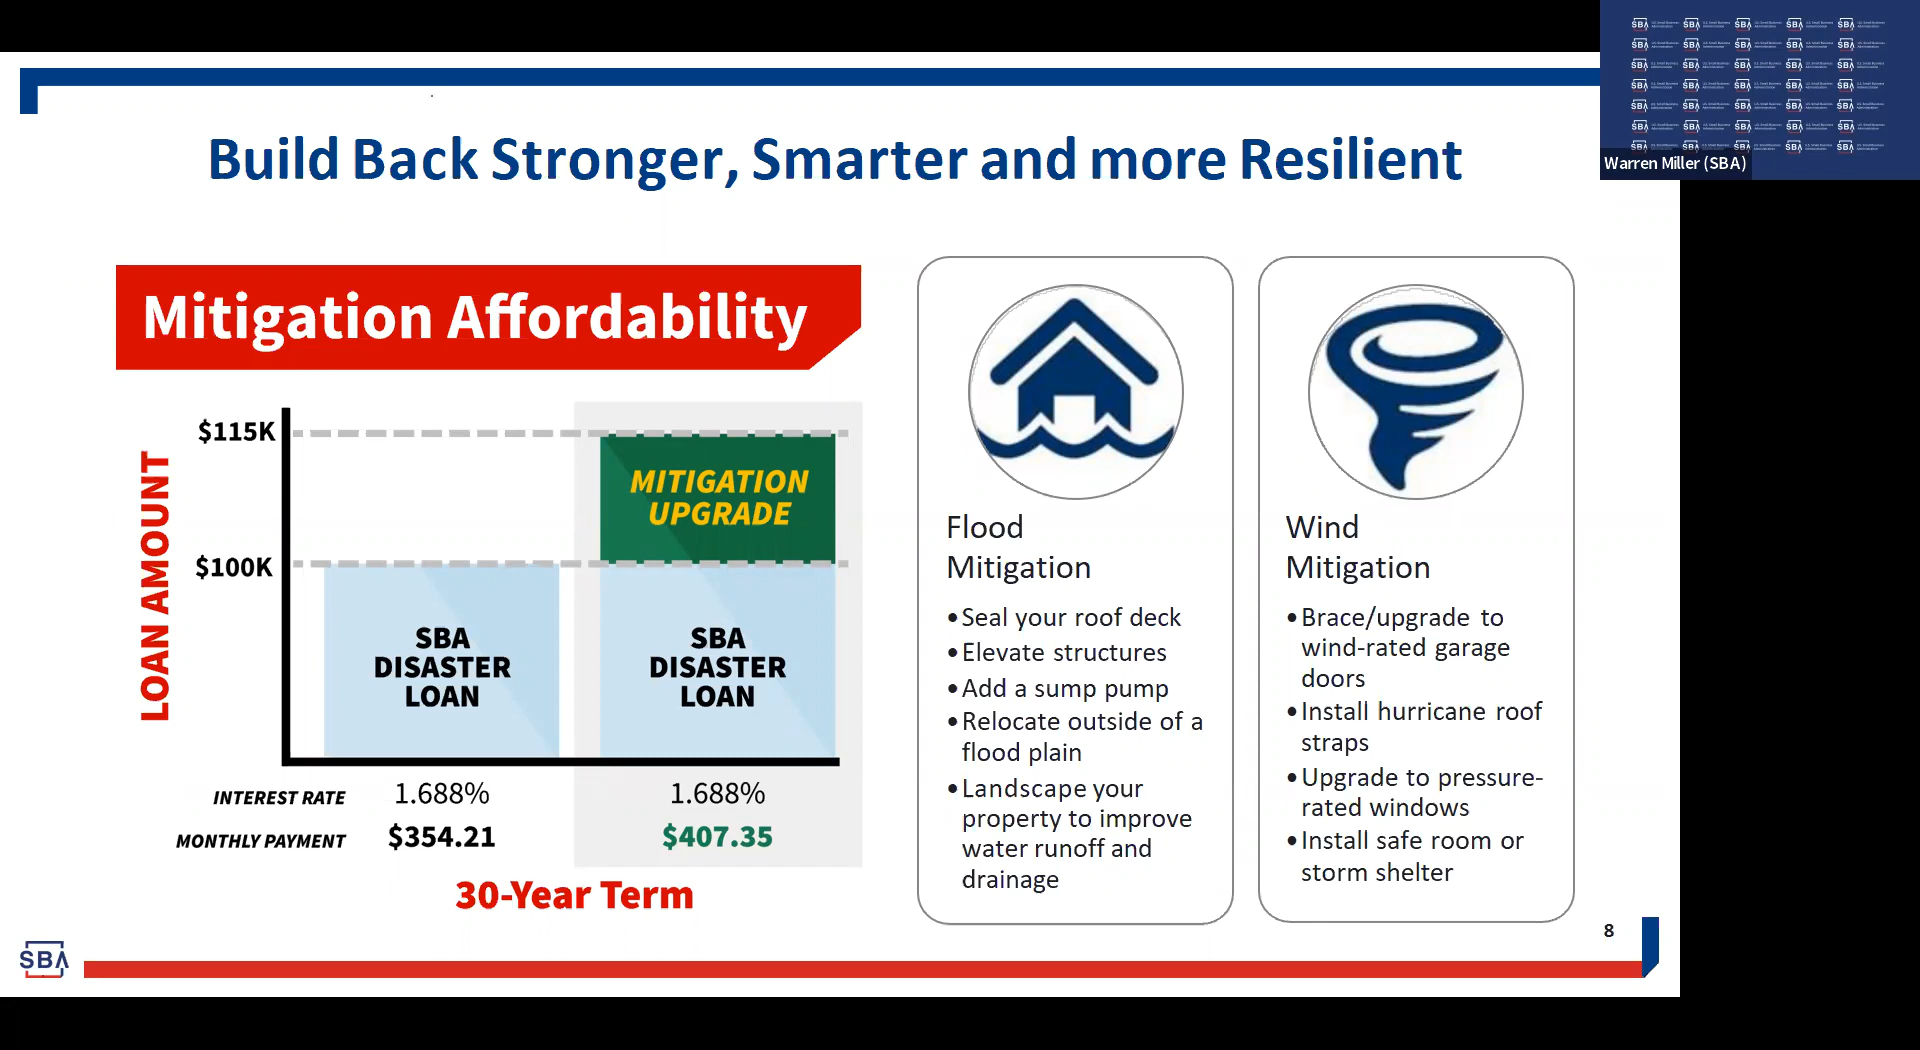 Build Back Stronger, Smarter and more Resilient
Warren Miller (SBA)
Mitigation Affordability
LOAN AMOUNT
$115K
$100K
MITIGATION
UPGRADE
SBA
DISASTER
LOAN
SBA
DISASTER
LOAN
INTEREST RATE 1.688% 1.688%
MONTHLY PAYMENT $354.21 $407.35
30-Year Term
Flood
Mitigation
•Seal your roof deck
•Elevate structures
•Add a sump pump
•Relocate outside of a
flood plain
•Landscape your
property to improve
water runoff and
drainage
Wind
Mitigation
•Brace/upgrade to
wind-rated garage
doors
•Install hurricane roof
straps
•Upgrade to pressure-
rated windows
•Install safe room or
storm shelter
8
SBA